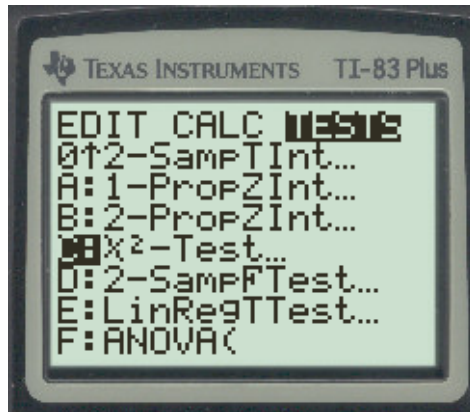 TEXAS INSTRUMENTS TI-83 Plus
EDIT CALC TESTS
0↑2-SampTInt…
A:1-PropZInt…
B:2-PropZInt…
C:X²-Test…
D:2-SampFTest…
E:LinRegTTest…
F:ANOVA(